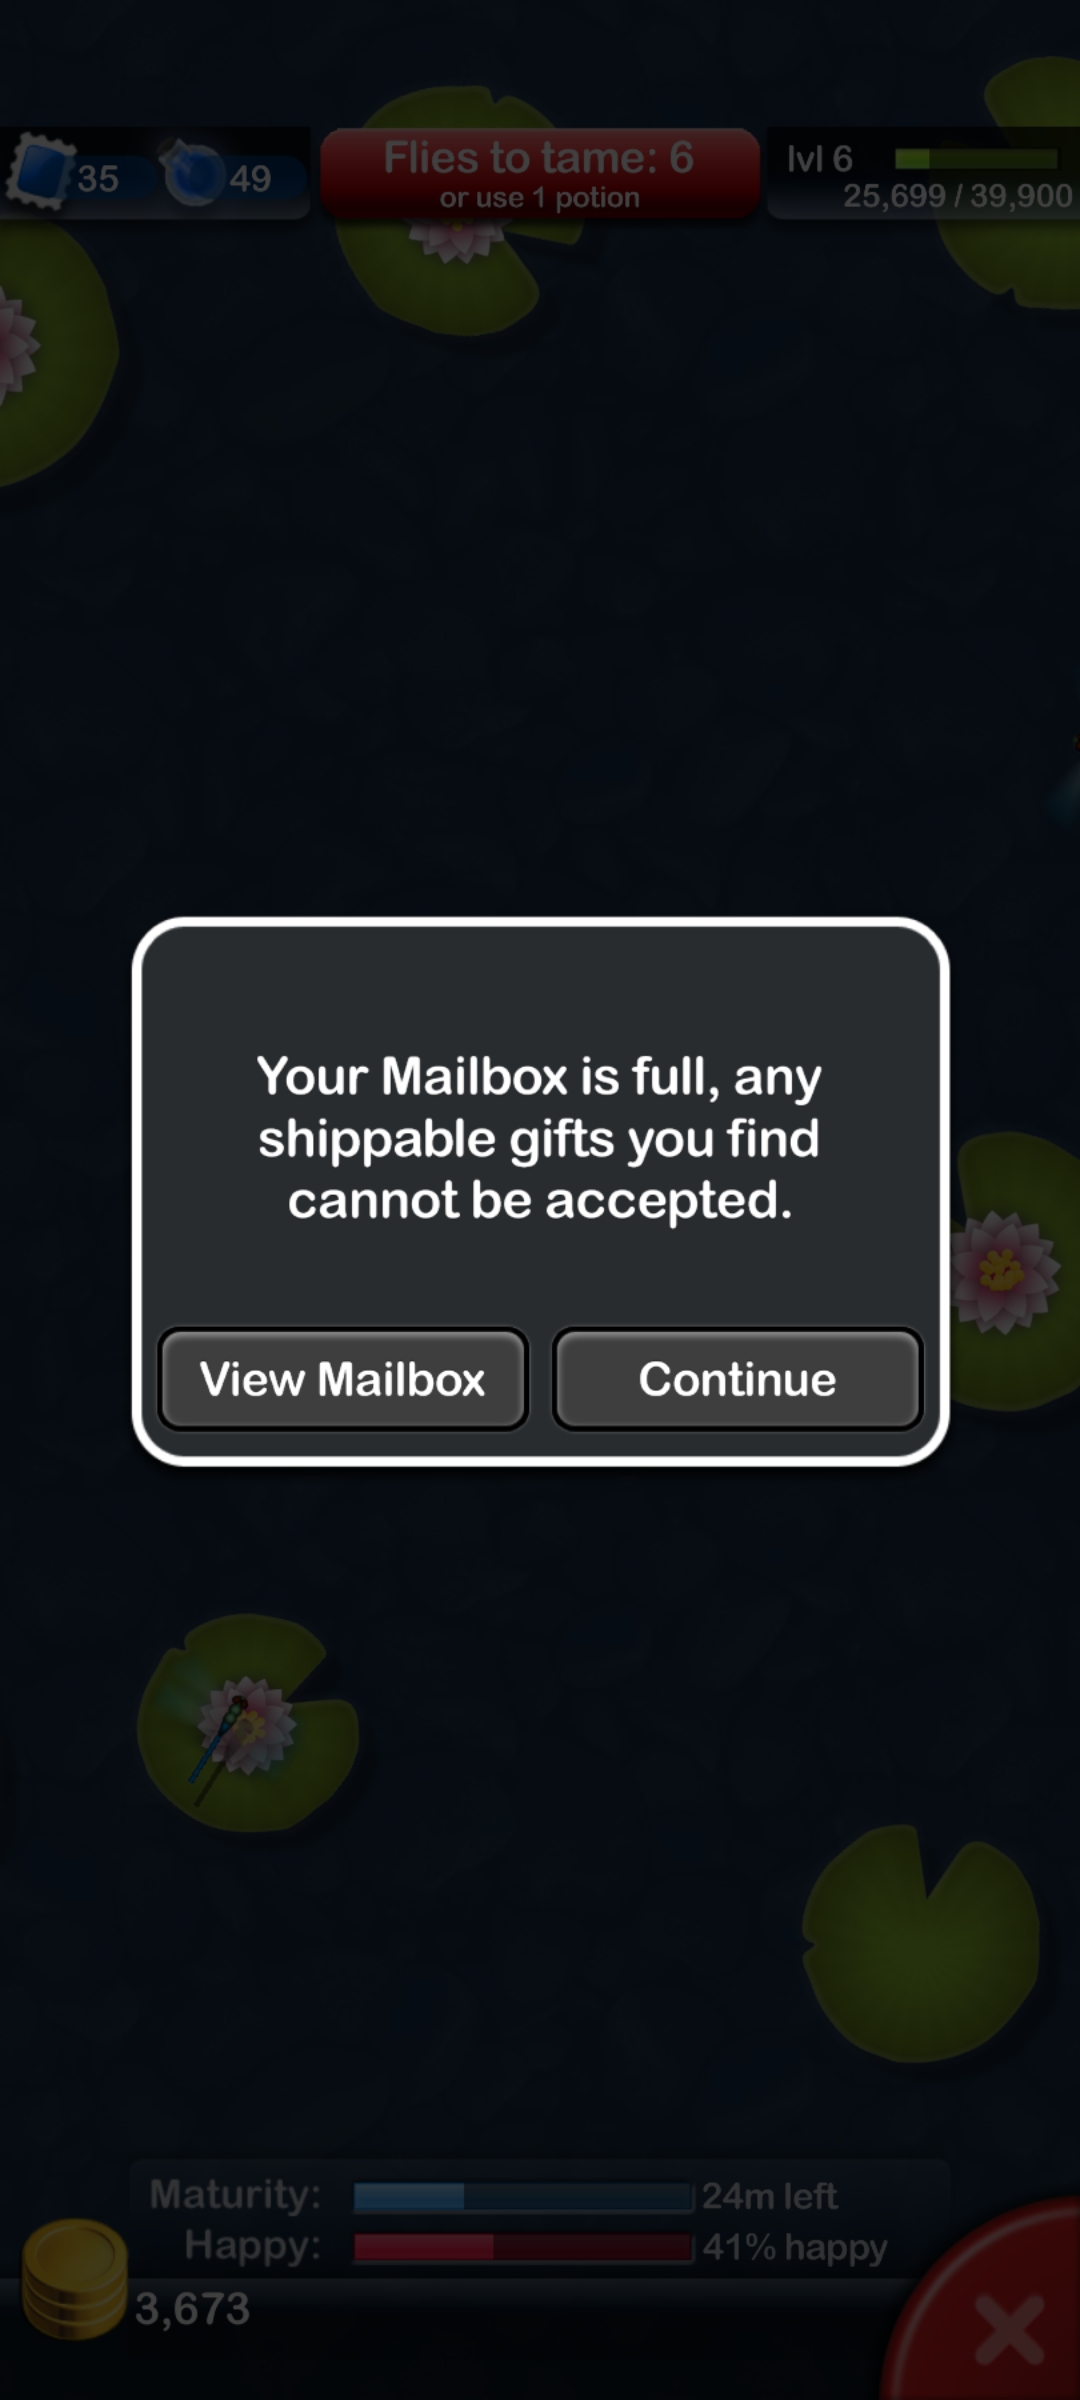 35
49
Flies to tame: 6
or use 1 potion
lvl 6
25,699 / 39,900
Your Mailbox is full, any
shippable gifts you find
cannot be accepted.
View Mailbox
Continue
Maturity:
24m left
Happy:
41% happy
3,673